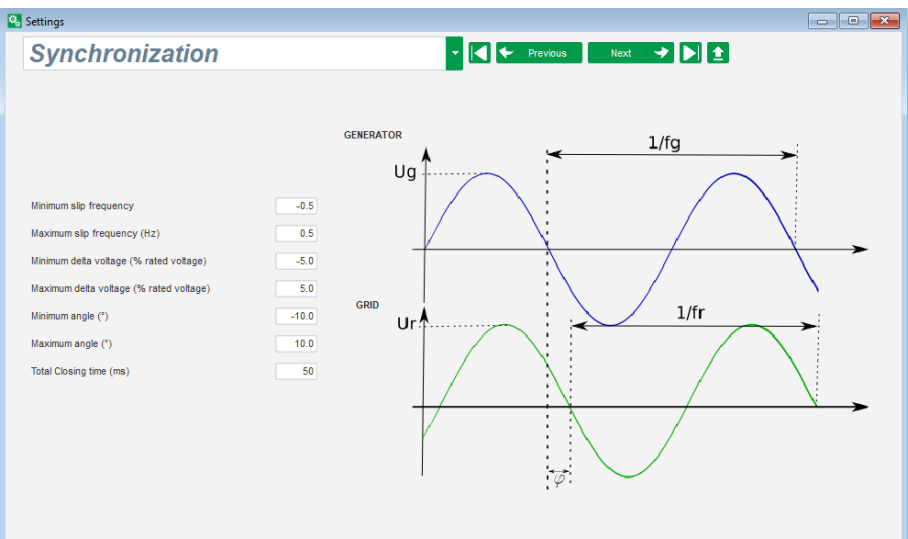 Settings
Synchronization
Previous
Next
GENERATOR
1/fg
Ug
Minimum slip frequency -0.5
Maximum slip frequency (Hz) 0.5
Minimum delta voltage (% rated voltage) -5.0
Maximum delta voltage (% rated voltage) 5.0
GRID
1/fr
Ur
Minimum angle (°) -10.0
Maximum angle (°) 10.0
Total Closing time (ms) 50
φ